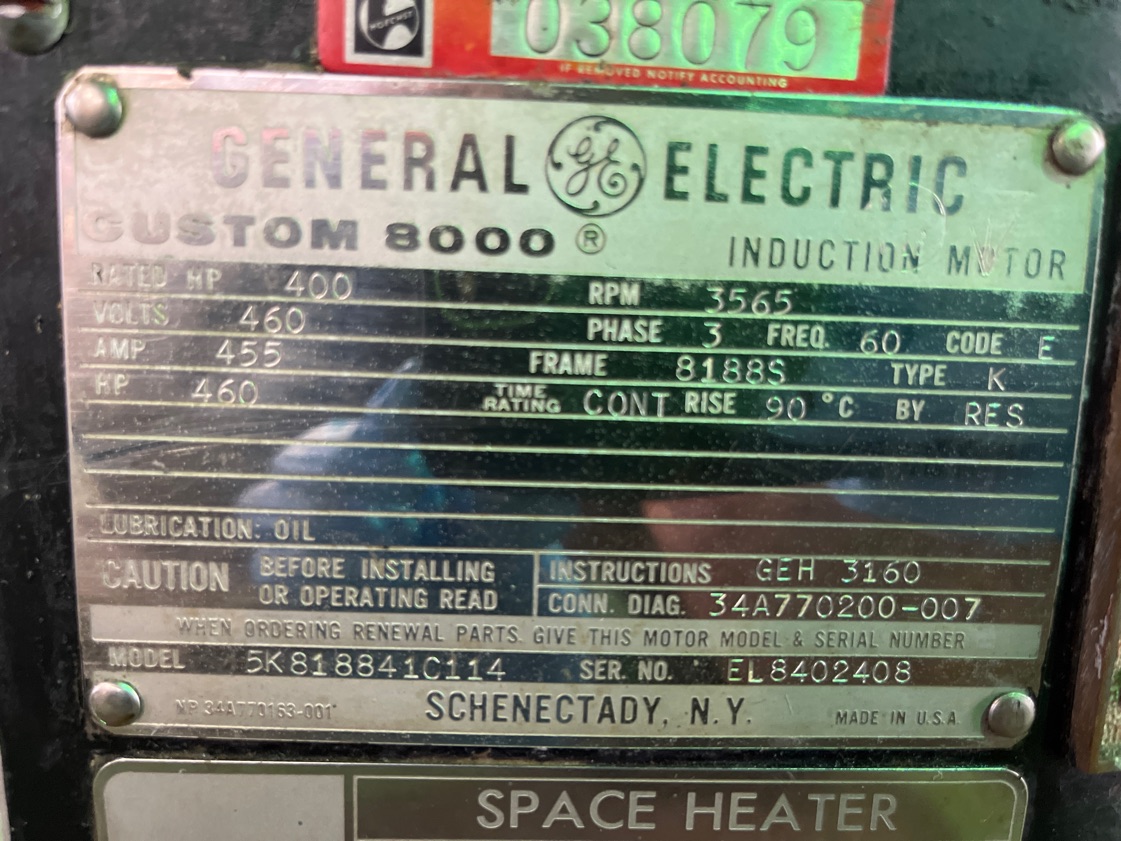 HOECHST
038079
IF REMOVED NOTIFY ACCOUNTING
GENERAL GE ELECTRIC
CUSTOM 8000 ®
INDUCTION MOTOR
RATED HP 400 RPM 3565
VOLTS 460 PHASE 3 FREQ. 60 CODE E
AMP 455 FRAME 8188S TYPE K
HP 460 TIME RATING CONT RISE 90 °C BY RES
LUBRICATION: OIL
CAUTION BEFORE INSTALLING OR OPERATING READ
INSTRUCTIONS GEH 3160
CONN. DIAG. 34A770200-007
WHEN ORDERING RENEWAL PARTS GIVE THIS MOTOR MODEL & SERIAL NUMBER
MODEL 5K818841C114 SER. NO. EL8402408
NP 34A770163-001 SCHENECTADY, N.Y. MADE IN U.S.A.
SPACE HEATER